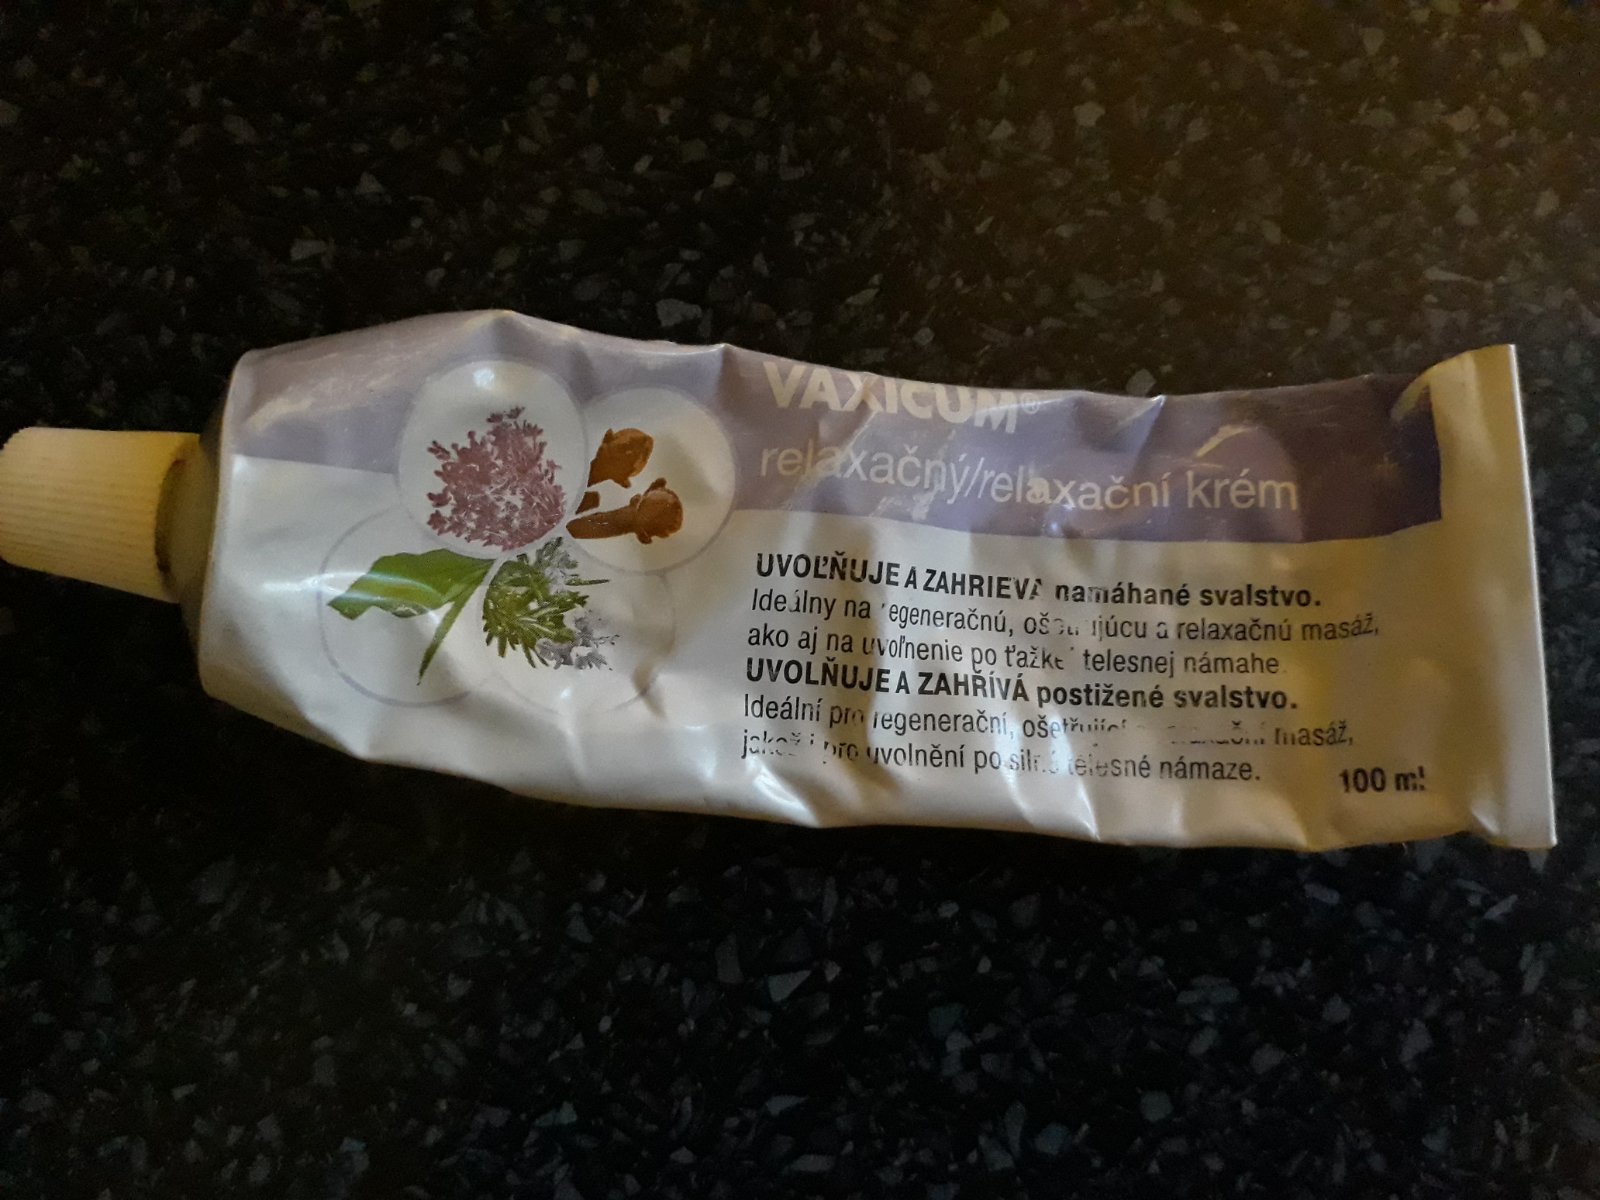 VAXICUM®
relaxačný/relaxační krém
UVOĽŇUJE A ZAHRIEVA namáhané svalstvo.
Ideálny na regeneračnú, ošetrujúcu a relaxačnú masáž,
ako aj na uvoľnenie po ťažkej telesnej námahe.
UVOLŇUJE A ZAHŘÍVÁ postižené svalstvo.
Ideální pro regenerační, ošetřující masáž,
jakož i pro uvolnění po silné tělesné námaze.
100 ml